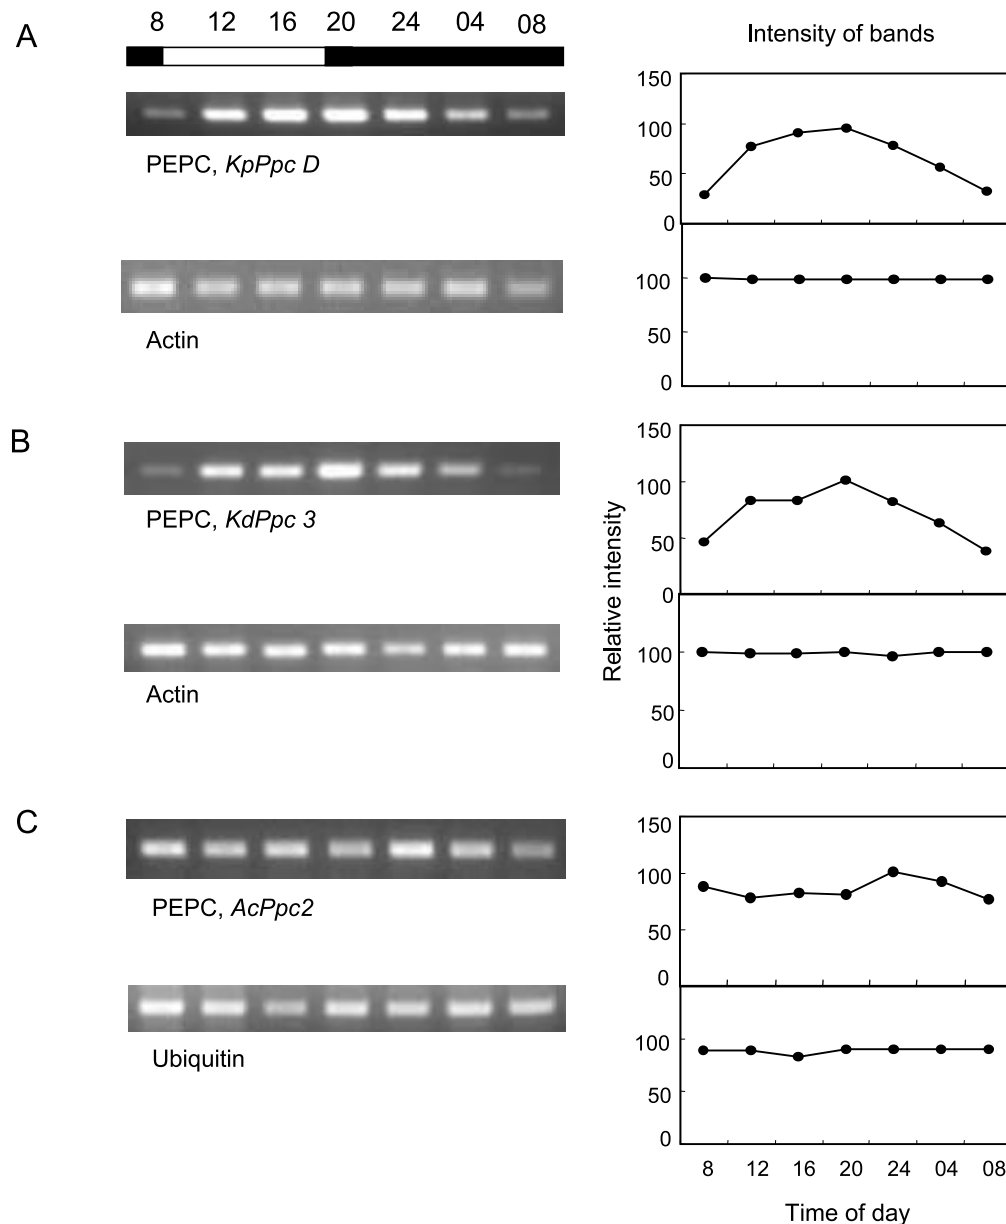 A
8 12 16 20 24 04 08
Intensity of bands
150
100
50
0
PEPC, KpPpc D
100
50
0
Actin
B
150
100
50
0
PEPC, KdPpc 3
Relative intensity
100
50
0
Actin
C
150
100
50
0
PEPC, AcPpc2
100
50
0
Ubiquitin
8 12 16 20 24 04 08
Time of day